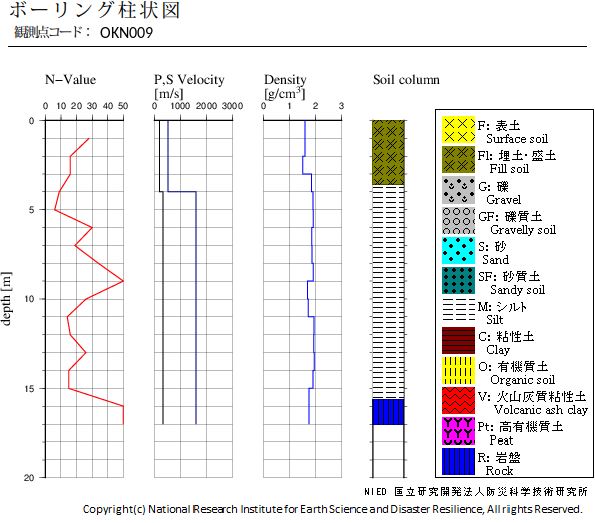 ボーリング柱状図
観測点コード： OKN009
N−Value
0 10 20 30 40 50
P,S Velocity
[m/s]
0 1000 2000 3000
Density
[g/cm3]
0 1 2 3
Soil column
depth [m]
0
5
10
15
20
F: 表土
Surface soil
Fl: 埋土・盛土
Fill soil
G: 礫
Gravel
GF: 礫質土
Gravelly soil
S: 砂
Sand
SF: 砂質土
Sandy soil
M: シルト
Silt
C: 粘性土
Clay
O: 有機質土
Organic soil
V: 火山灰質粘性土
Volcanic ash clay
Pt: 高有機質土
Peat
R: 岩盤
Rock
NIED 国立研究開発法人防災科学技術研究所
Copyright(c) National Research Institute for Earth Science and Disaster Resilience, All rights Reserved.